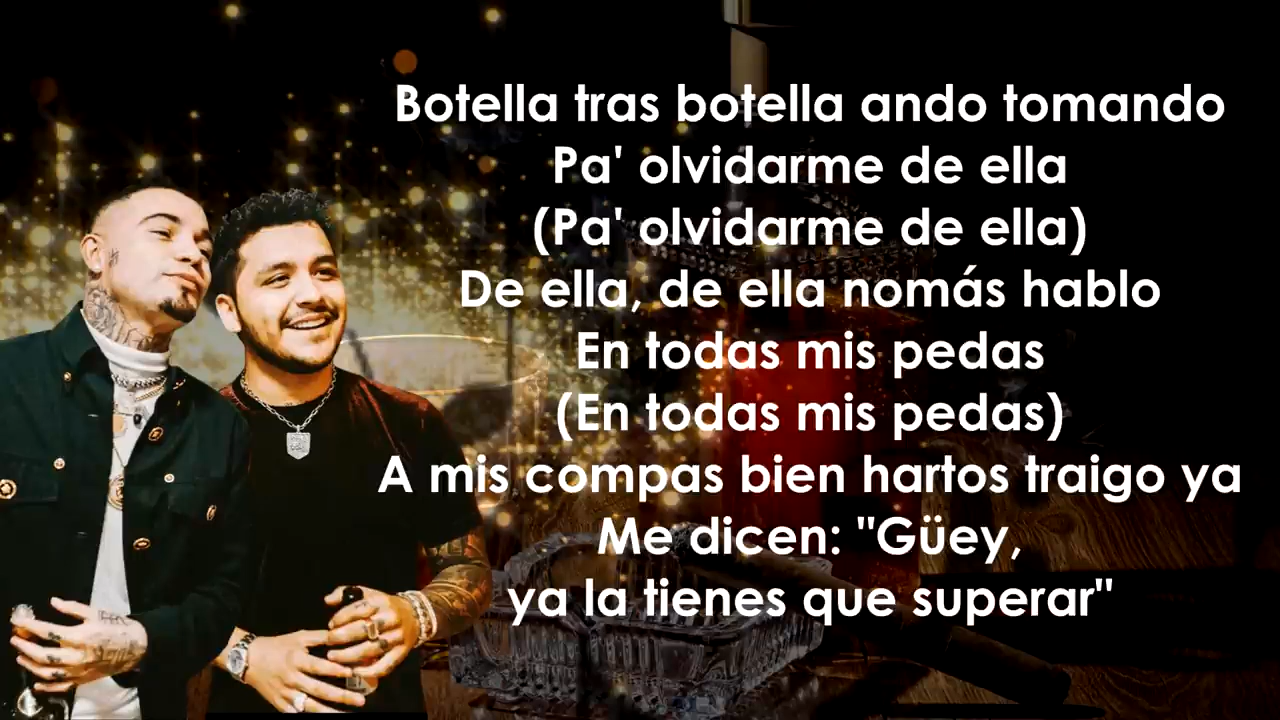 Botella tras botella ando tomando
Pa' olvidarme de ella
(Pa' olvidarme de ella)
De ella, de ella nomás hablo
En todas mis pedas
(En todas mis pedas)
A mis compas bien hartos traigo ya
Me dicen: "Güey,
ya la tienes que superar"